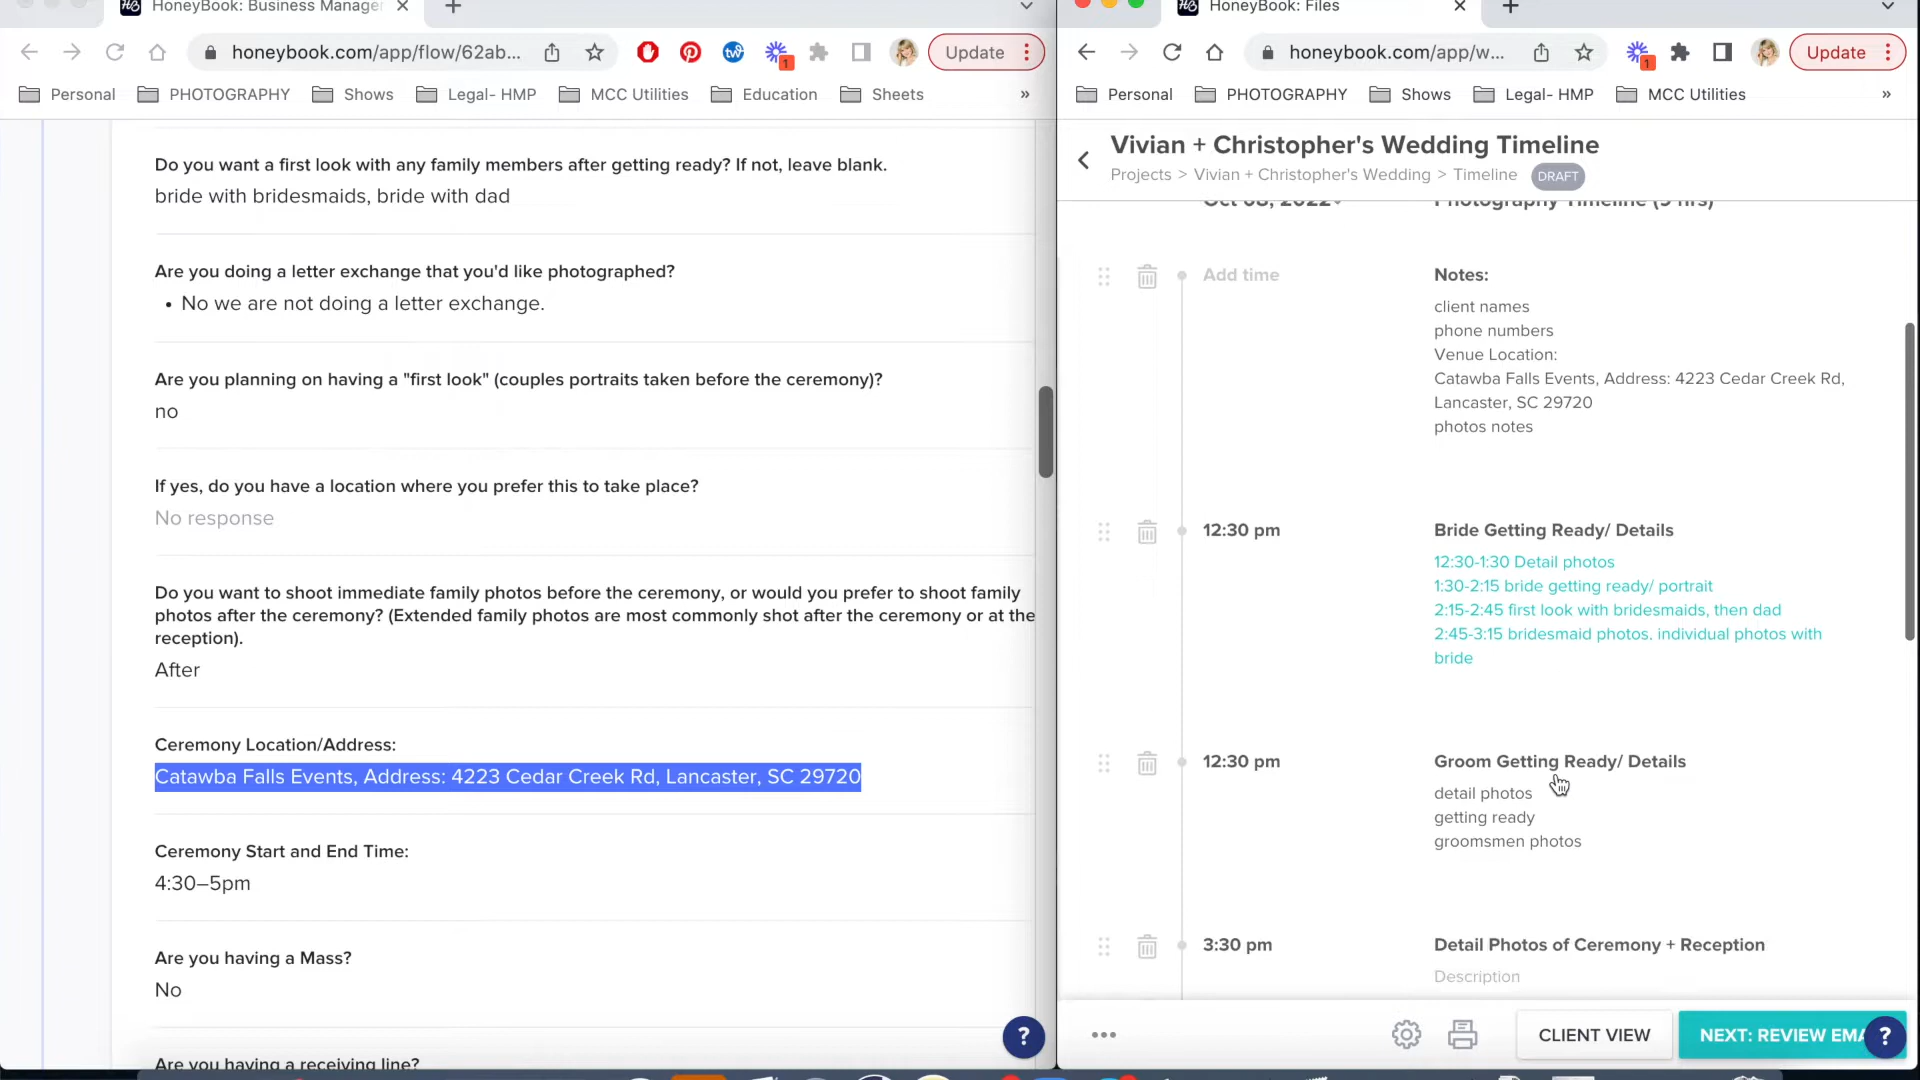 HoneyBook: Business Manage
HoneyBook: Files
honeybook.com/app/flow/62ab...
Update
honeybook.com/app/w...
Update
Personal
PHOTOGRAPHY
Shows
Legal- HMP
MCC Utilities
Education
Sheets
»
Personal
PHOTOGRAPHY
Shows
Legal- HMP
MCC Utilities
»
Do you want a first look with any family members after getting ready? If not, leave blank.
bride with bridesmaids, bride with dad
Are you doing a letter exchange that you'd like photographed?
• No we are not doing a letter exchange.
Are you planning on having a "first look" (couples portraits taken before the ceremony)?
no
If yes, do you have a location where you prefer this to take place?
No response
Do you want to shoot immediate family photos before the ceremony, or would you prefer to shoot family
photos after the ceremony? (Extended family photos are most commonly shot after the ceremony or at the
reception).
After
Ceremony Location/Address:
Catawba Falls Events, Address: 4223 Cedar Creek Rd, Lancaster, SC 29720
Ceremony Start and End Time:
4:30–5pm
Are you having a Mass?
No
Are you having a receiving line?
?
Vivian + Christopher's Wedding Timeline
Projects > Vivian + Christopher's Wedding > Timeline DRAFT
Oct 08, 2022
Photography Timeline (9 hrs)
Add time
Notes:
client names
phone numbers
Venue Location:
Catawba Falls Events, Address: 4223 Cedar Creek Rd,
Lancaster, SC 29720
photos notes
12:30 pm
Bride Getting Ready/ Details
12:30-1:30 Detail photos
1:30-2:15 bride getting ready/ portrait
2:15-2:45 first look with bridesmaids, then dad
2:45-3:15 bridesmaid photos. individual photos with
bride
12:30 pm
Groom Getting Ready/ Details
detail photos
getting ready
groomsmen photos
3:30 pm
Detail Photos of Ceremony + Reception
Description
CLIENT VIEW
NEXT: REVIEW EMA
?